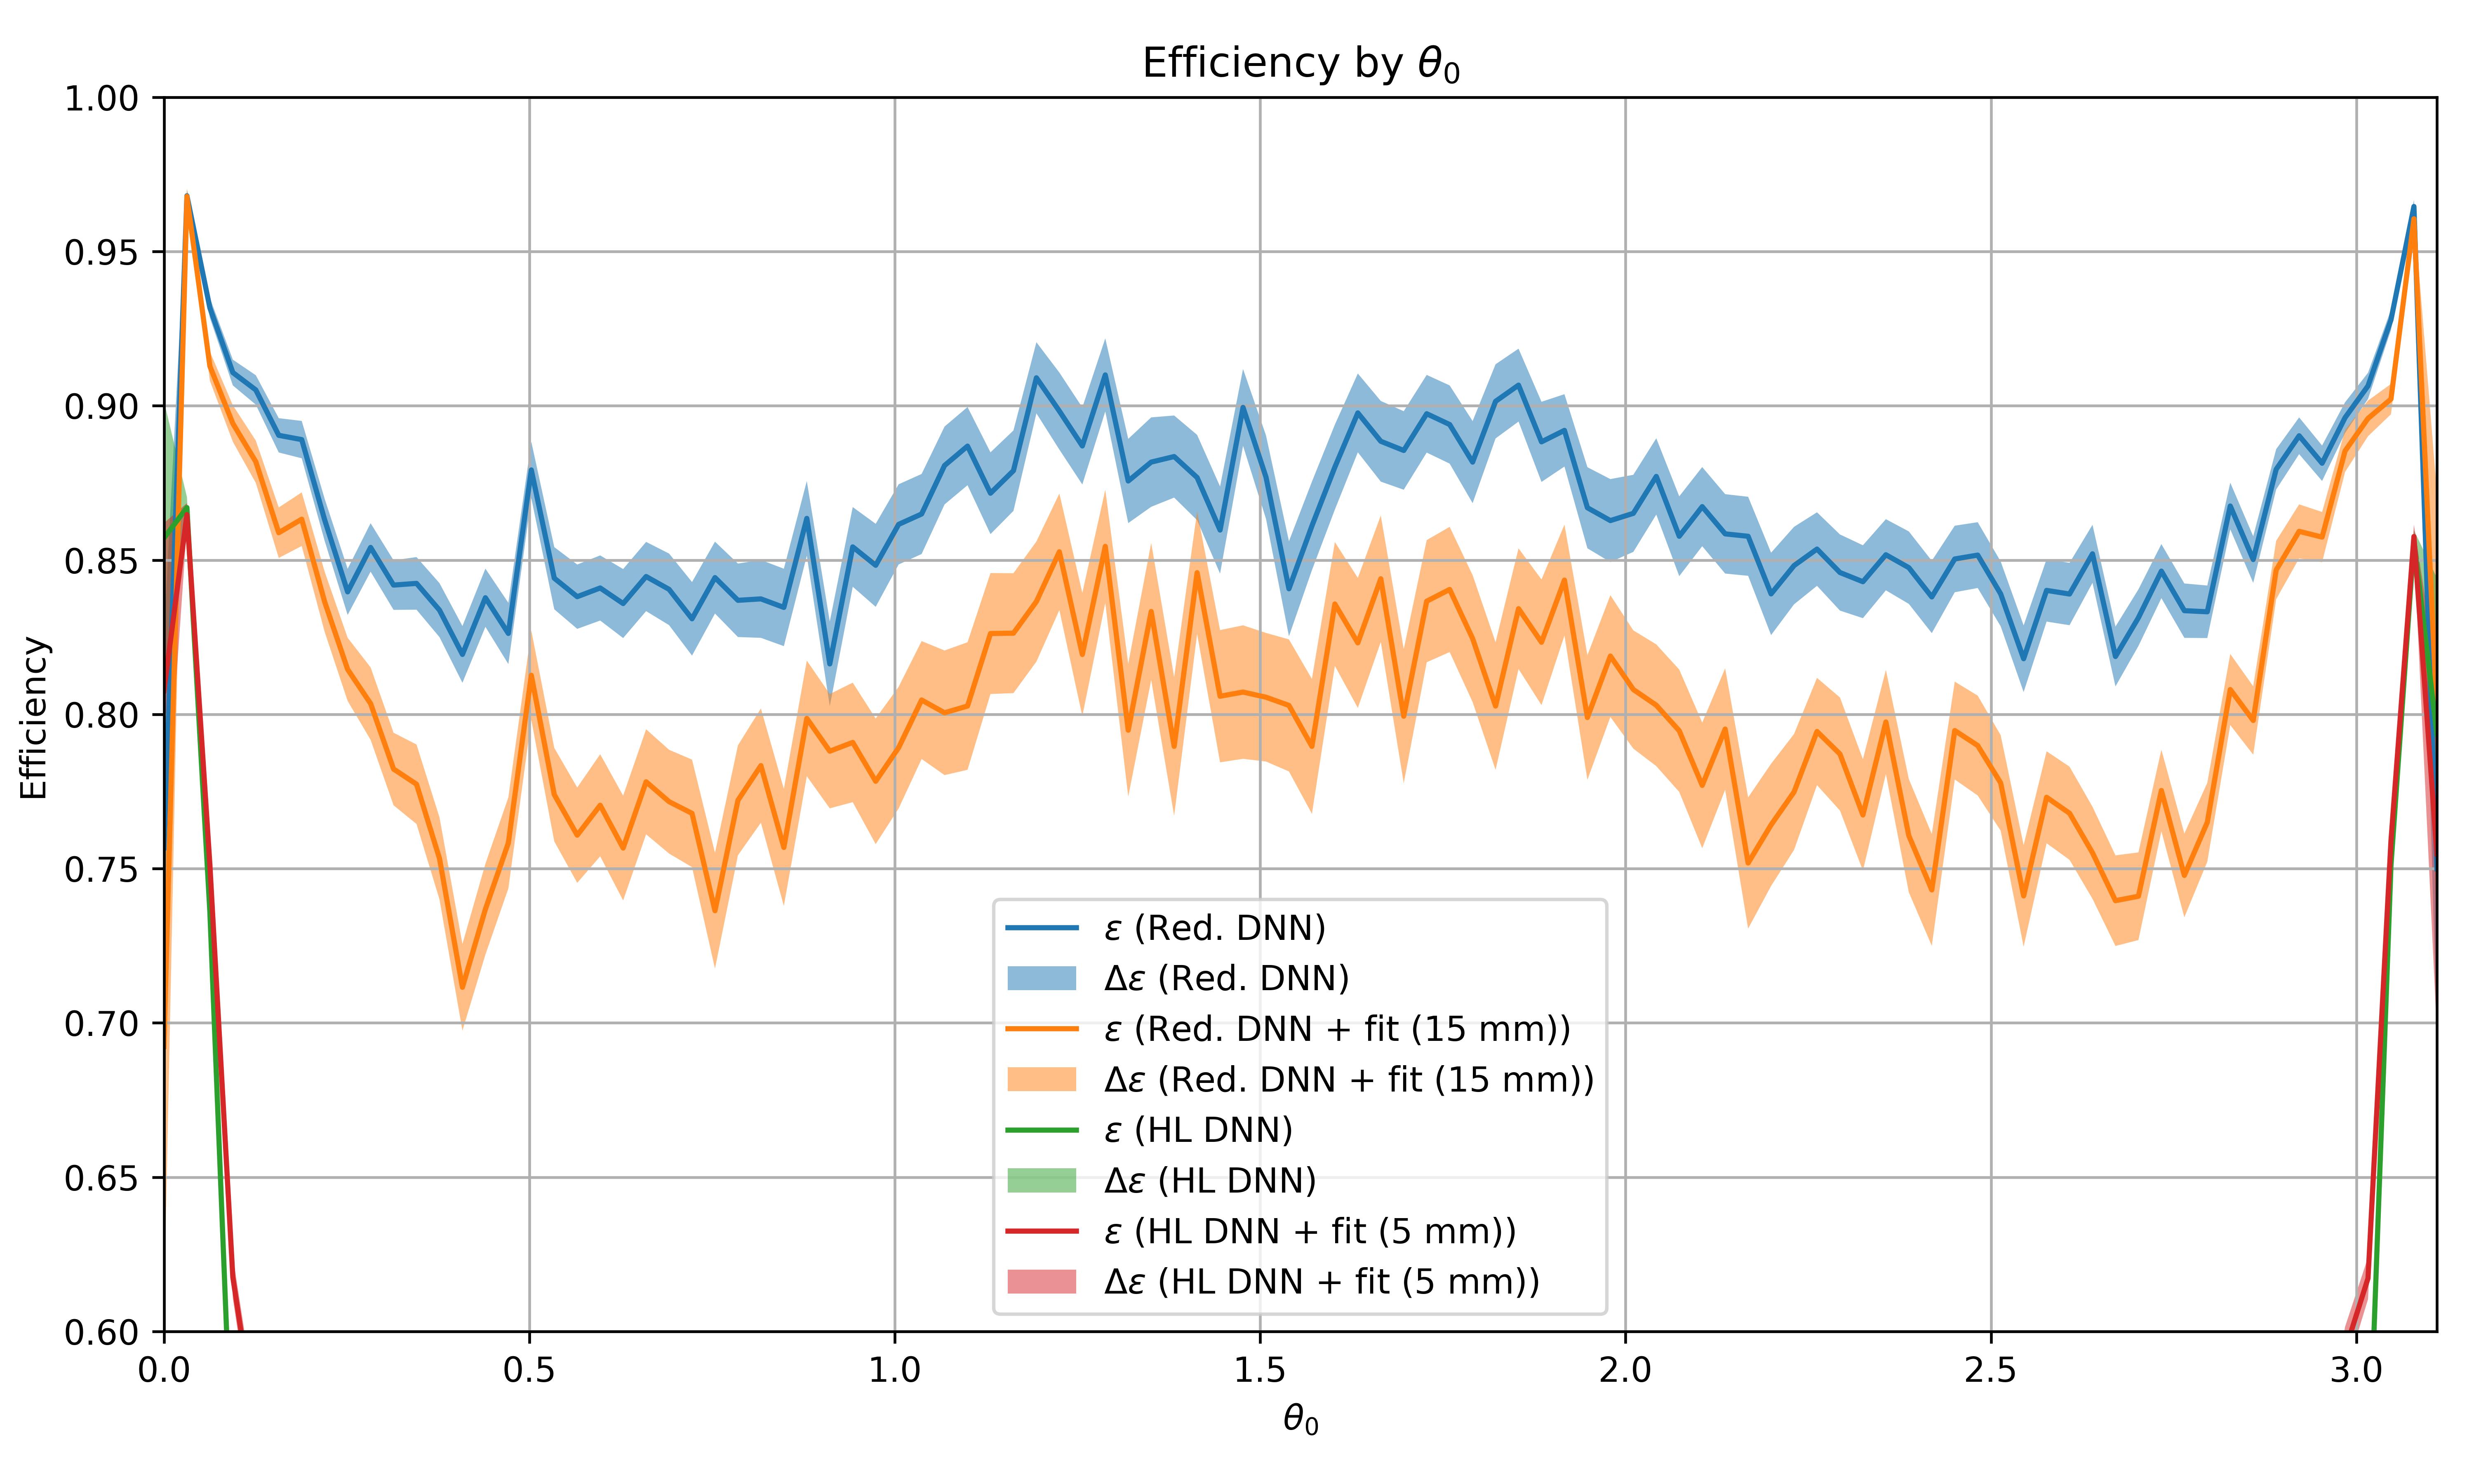 Efficiency by θ0
Efficiency
1.00
0.95
0.90
0.85
0.80
0.75
0.70
0.65
0.60
ε (Red. DNN)
Δε (Red. DNN)
ε (Red. DNN + fit (15 mm))
Δε (Red. DNN + fit (15 mm))
ε (HL DNN)
Δε (HL DNN)
ε (HL DNN + fit (5 mm))
Δε (HL DNN + fit (5 mm))
0.0 0.5 1.0 1.5 2.0 2.5 3.0
θ0